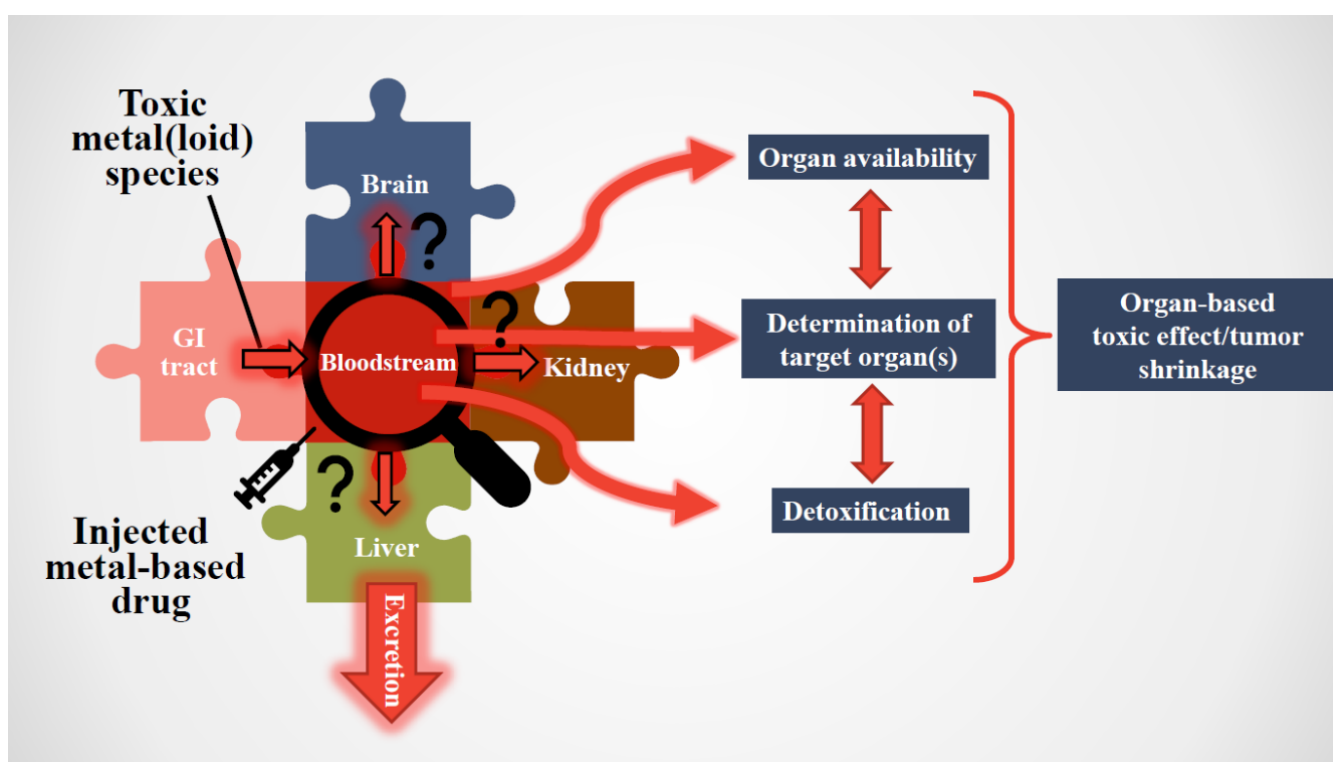 Toxic
metal(loid)
species
Brain
?
?
GI
tract
Bloodstream
Kidney
?
Liver
Injected
metal-based
drug
Excretion
Organ availability
Determination of
target organ(s)
Detoxification
Organ-based
toxic effect/tumor
shrinkage